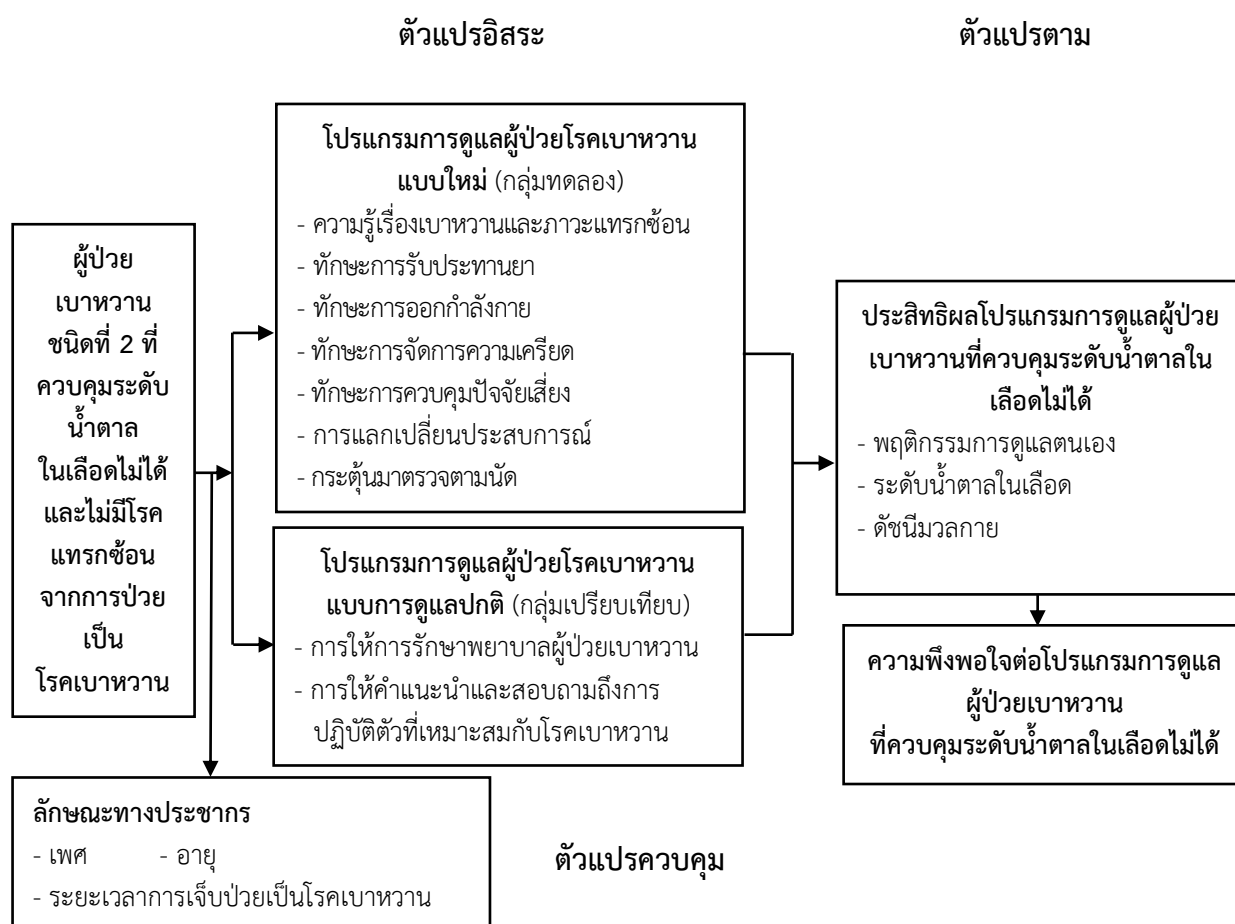 ตัวแปรอิสระ
ตัวแปรตาม
โปรแกรมการดูแลผู้ป่วยโรคเบาหวาน
แบบใหม่ (กลุ่มทดลอง)
- ความรู้เรื่องเบาหวานและภาวะแทรกซ้อน
- ทักษะการรับประทานยา
- ทักษะการออกกำลังกาย
- ทักษะการจัดการความเครียด
- ทักษะการควบคุมปัจจัยเสี่ยง
- การแลกเปลี่ยนประสบการณ์
- กระตุ้นมาตรวจตามนัด
ผู้ป่วย
เบาหวาน
ชนิดที่ 2 ที่
ควบคุมระดับ
น้ำตาล
ในเลือดไม่ได้
และไม่มีโรค
แทรกซ้อน
จากการป่วย
เป็น
โรคเบาหวาน
โปรแกรมการดูแลผู้ป่วยโรคเบาหวาน
แบบการดูแลปกติ (กลุ่มเปรียบเทียบ)
- การให้การรักษาพยาบาลผู้ป่วยเบาหวาน
- การให้คำแนะนำและสอบถามถึงการ
ปฏิบัติตัวที่เหมาะสมกับโรคเบาหวาน
ประสิทธิผลโปรแกรมการดูแลผู้ป่วย
เบาหวานที่ควบคุมระดับน้ำตาลใน
เลือดไม่ได้
- พฤติกรรมการดูแลตนเอง
- ระดับน้ำตาลในเลือด
- ดัชนีมวลกาย
ความพึงพอใจต่อโปรแกรมการดูแล
ผู้ป่วยเบาหวาน
ที่ควบคุมระดับน้ำตาลในเลือดไม่ได้
ลักษณะทางประชากร
- เพศ - อายุ
- ระยะเวลาการเจ็บป่วยเป็นโรคเบาหวาน
ตัวแปรควบคุม